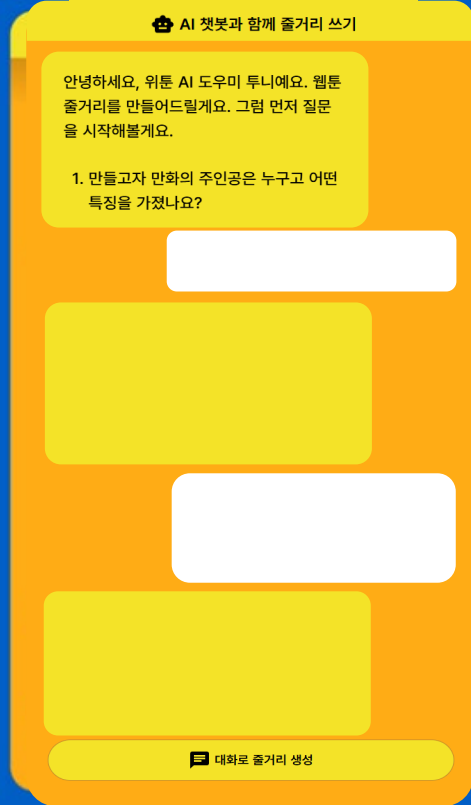 AI 챗봇과 함께 줄거리 쓰기
안녕하세요, 위툰 AI 도우미 투니예요. 웹툰
줄거리를 만들어드릴게요. 그럼 먼저 질문
을 시작해볼게요.
1. 만들고자 만화의 주인공은 누구고 어떤
특징을 가졌나요?
대화로 줄거리 생성